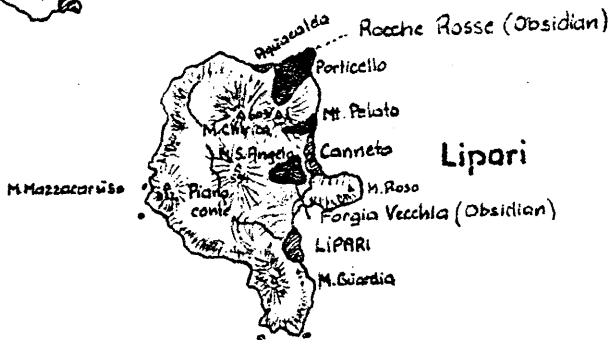 Aquacalda
Rocche Rosse (Obsidian)
Porticello
Mt. Pelato
M. Chirica
M.S. Angelo
Canneto
Lipari
M. Mazzacaruso
Piano
conte
M. Rosa
Forgia Vecchia (Obsidian)
LIPARI
M. Guardia